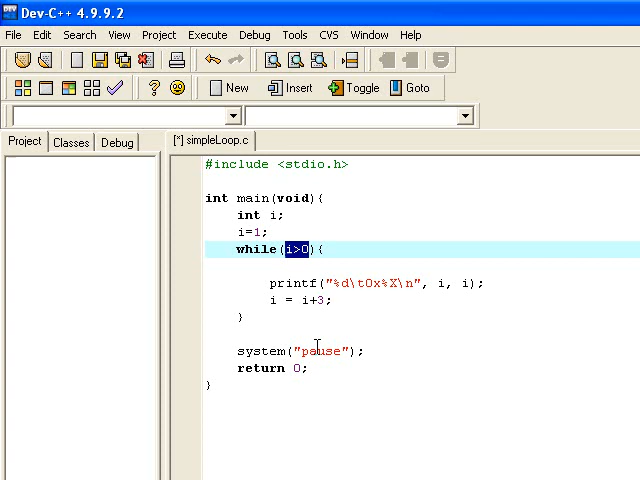 Dev-C++ 4.9.9.2
File Edit Search View Project Execute Debug Tools CVS Window Help
New Insert Toggle Goto
Project Classes Debug
[*] simpleLoop.c
#include <stdio.h>
int main(void){
int i;
i=1;
while(i>0){
printf("%d\t0x%X\n", i, i);
i = i+3;
}
system("pause");
return 0;
}